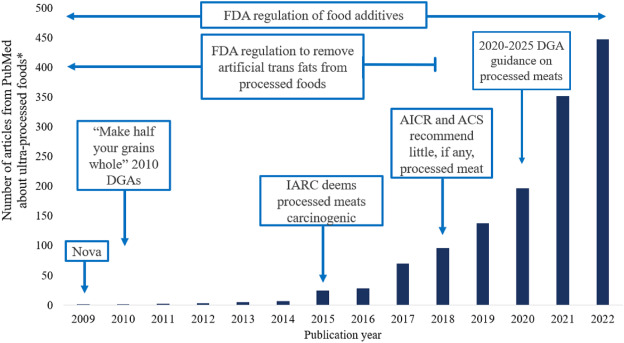 Number of articles from PubMed
about ultra-processed foods*
500
450
400
350
300
250
200
150
100
50
0
FDA regulation of food additives
FDA regulation to remove
artificial trans fats from
processed foods
2020-2025 DGA
guidance on
processed meats
"Make half
your grains
whole" 2010
DGAs
AICR and ACS
recommend
little, if any,
processed meat
IARC deems
processed meats
carcinogenic
Nova
2009 2010 2011 2012 2013 2014 2015 2016 2017 2018 2019 2020 2021 2022
Publication year